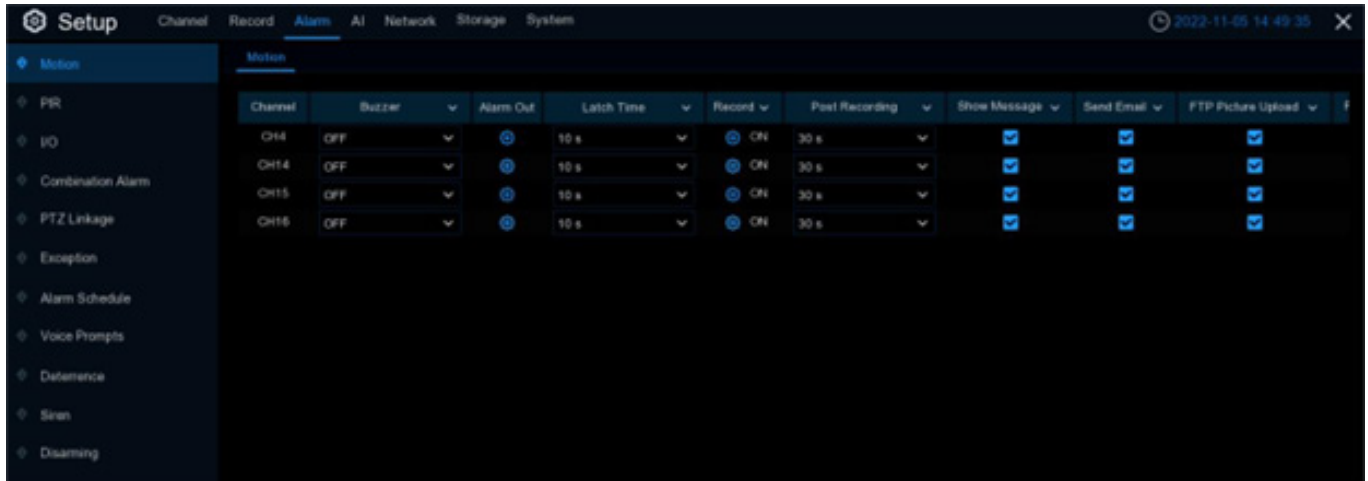 Setup Channel Record Alarm AI Network Storage System 2022-11-05 14:49:35
Motion
PIR
I/O
Combination Alarm
PTZ Linkage
Exception
Alarm Schedule
Voice Prompts
Deterrence
Siren
Disarming
Motion
Channel Buzzer Alarm Out Latch Time Record Post Recording Show Message Send Email FTP Picture Upload
CH4 OFF 10 s ON 30 s
CH14 OFF 10 s ON 30 s
CH15 OFF 10 s ON 30 s
CH16 OFF 10 s ON 30 s